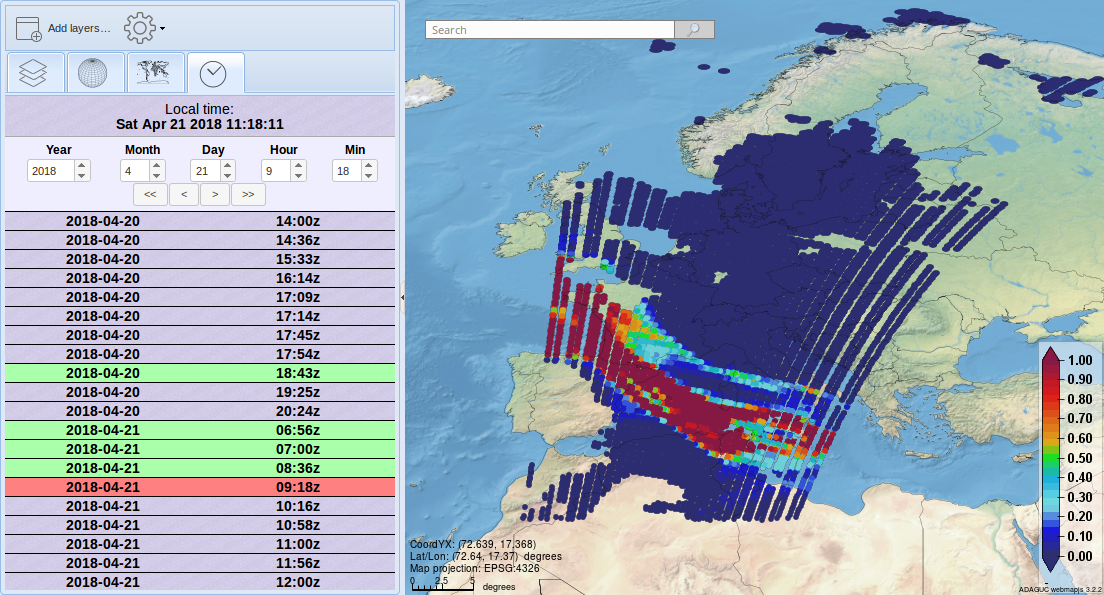 Add layers...
Search
Local time:
Sat Apr 21 2018 11:18:11
Year Month Day Hour Min
2018 4 21 9 18
<< < > >>
2018-04-20 14:00z
2018-04-20 14:36z
2018-04-20 15:33z
2018-04-20 16:14z
2018-04-20 17:09z
2018-04-20 17:14z
2018-04-20 17:45z
2018-04-20 17:54z
2018-04-20 18:43z
2018-04-20 19:25z
2018-04-20 20:24z
2018-04-21 06:56z
2018-04-21 07:00z
2018-04-21 08:36z
2018-04-21 09:18z
2018-04-21 10:16z
2018-04-21 10:58z
2018-04-21 11:00z
2018-04-21 11:56z
2018-04-21 12:00z
1.00
0.90
0.80
0.70
0.60
0.50
0.40
0.30
0.20
0.10
0.00
CoordYX: (72.639, 17.368)
Lat/Lon: (72.64, 17.37) degrees
Map projection: EPSG:4326
0 2.5 5
degrees
ADAGUC webmapjs 3.2.2